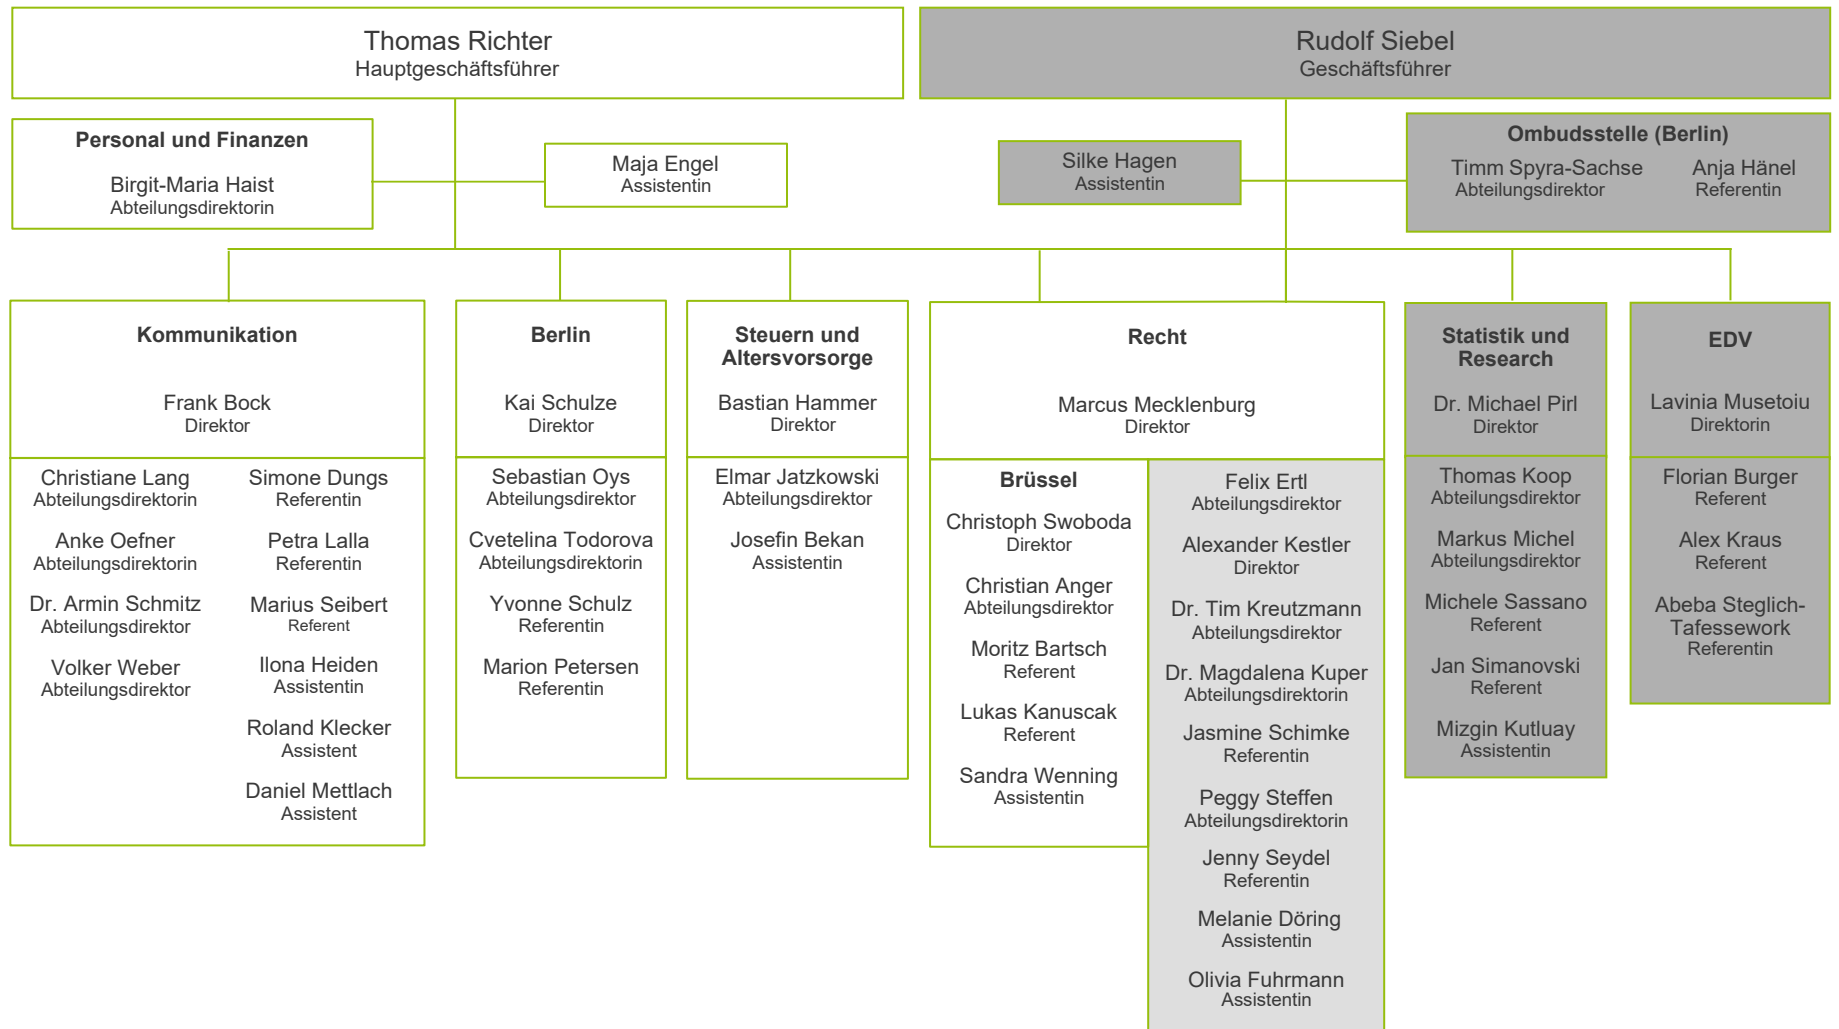 Thomas Richter
Hauptgeschäftsführer
Rudolf Siebel
Geschäftsführer
Personal und Finanzen
Birgit-Maria Haist
Abteilungsdirektorin
Maja Engel
Assistentin
Silke Hagen
Assistentin
Ombudsstelle (Berlin)
Timm Spyra-Sachse
Abteilungsdirektor
Anja Hänel
Referentin
Kommunikation
Frank Bock
Direktor
Christiane Lang
Abteilungsdirektorin
Anke Oefner
Abteilungsdirektorin
Dr. Armin Schmitz
Abteilungsdirektor
Volker Weber
Abteilungsdirektor
Simone Dungs
Referentin
Petra Lalla
Referentin
Marius Seibert
Referent
Ilona Heiden
Assistentin
Roland Klecker
Assistent
Daniel Mettlach
Assistent
Berlin
Kai Schulze
Direktor
Sebastian Oys
Abteilungsdirektor
Cvetelina Todorova
Abteilungsdirektorin
Yvonne Schulz
Referentin
Marion Petersen
Referentin
Steuern und
Altersvorsorge
Bastian Hammer
Direktor
Elmar Jatzkowski
Abteilungsdirektor
Josefin Bekan
Assistentin
Recht
Marcus Mecklenburg
Direktor
Brüssel
Christoph Swoboda
Direktor
Christian Anger
Abteilungsdirektor
Moritz Bartsch
Referent
Lukas Kanuscak
Referent
Sandra Wenning
Assistentin
Felix Ertl
Abteilungsdirektor
Alexander Kestler
Direktor
Dr. Tim Kreutzmann
Abteilungsdirektor
Dr. Magdalena Kuper
Abteilungsdirektorin
Jasmine Schimke
Referentin
Peggy Steffen
Abteilungsdirektorin
Jenny Seydel
Referentin
Melanie Döring
Assistentin
Olivia Fuhrmann
Assistentin
Statistik und
Research
Dr. Michael Pirl
Direktor
Thomas Koop
Abteilungsdirektor
Markus Michel
Abteilungsdirektor
Michele Sassano
Referent
Jan Simanovski
Referent
Mizgin Kutluay
Assistentin
EDV
Lavinia Musetoiu
Direktorin
Florian Burger
Referent
Alex Kraus
Referent
Abeba Steglich-
Tafessework
Referentin